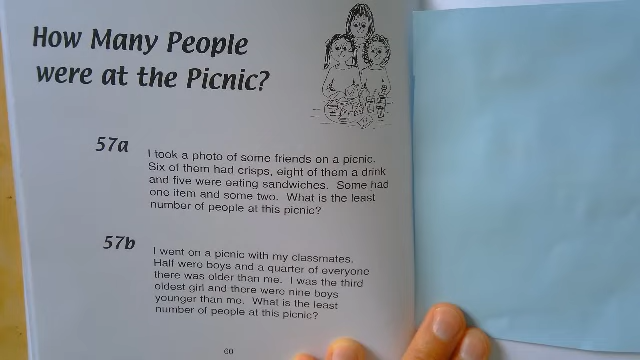 How Many People
were at the Picnic?
57a
I took a photo of some friends on a picnic.
Six of them had crisps, eight of them a drink
and five were eating sandwiches. Some had
one item and some two. What is the least
number of people at this picnic?
57b
I went on a picnic with my classmates.
Half were boys and a quarter of everyone
there was older than me. I was the third
oldest girl and there were nine boys
younger than me. What is the least
number of people at this picnic?
60